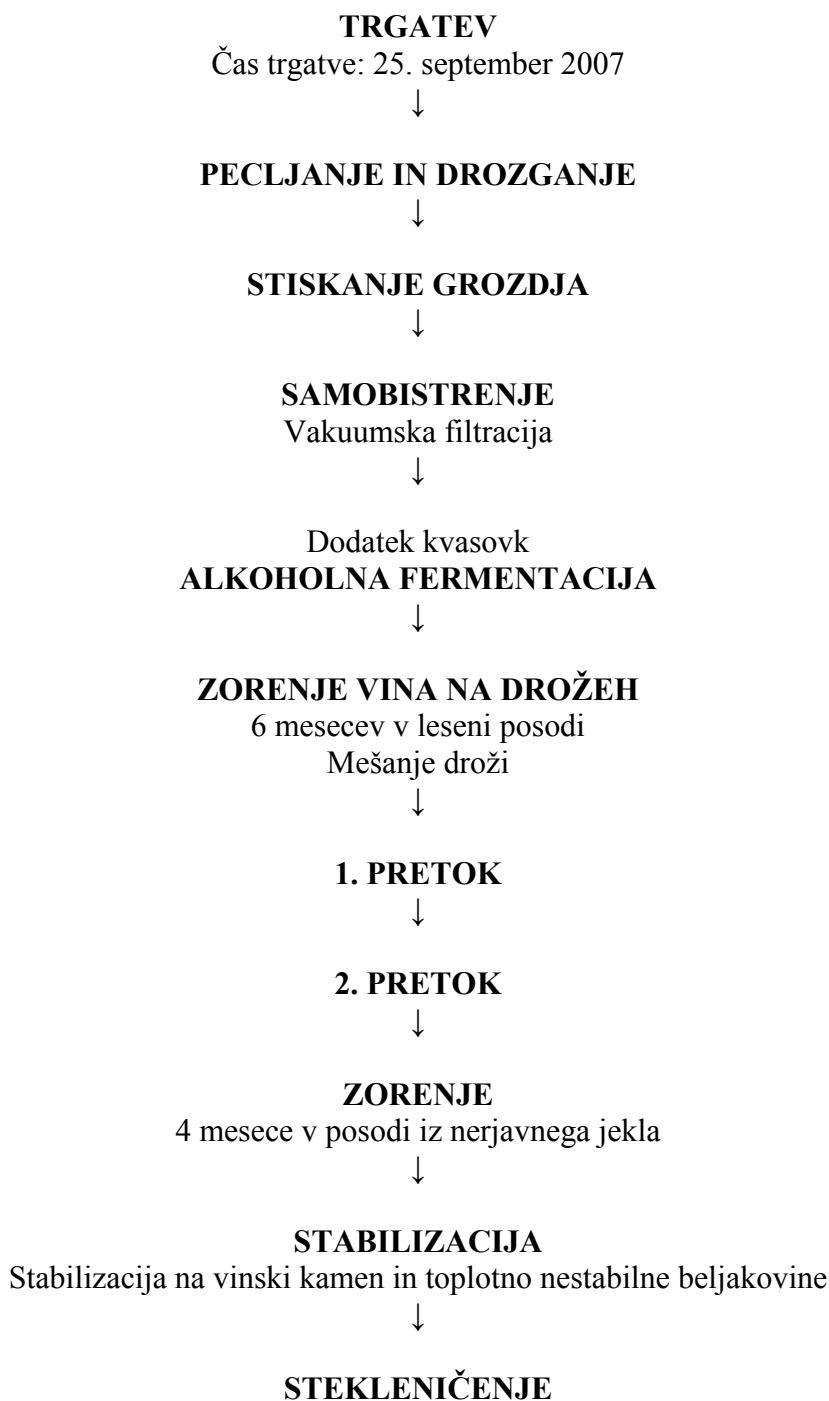 TRGATEV
Čas trgatve: 25. september 2007
↓
PECLJANJE IN DROZGANJE
↓
STISKANJE GROZDJA
↓
SAMOBISTRENJE
Vakuumska filtracija
↓
Dodatek kvasovk
ALKOHOLNA FERMENTACIJA
↓
ZORENJE VINA NA DROŽEH
6 mesecev v leseni posodi
Mešanje droži
↓
1. PRETOK
↓
2. PRETOK
↓
ZORENJE
4 mesece v posodi iz nerjavnega jekla
↓
STABILIZACIJA
Stabilizacija na vinski kamen in toplotno nestabilne beljakovine
↓
STEKLENIČENJE